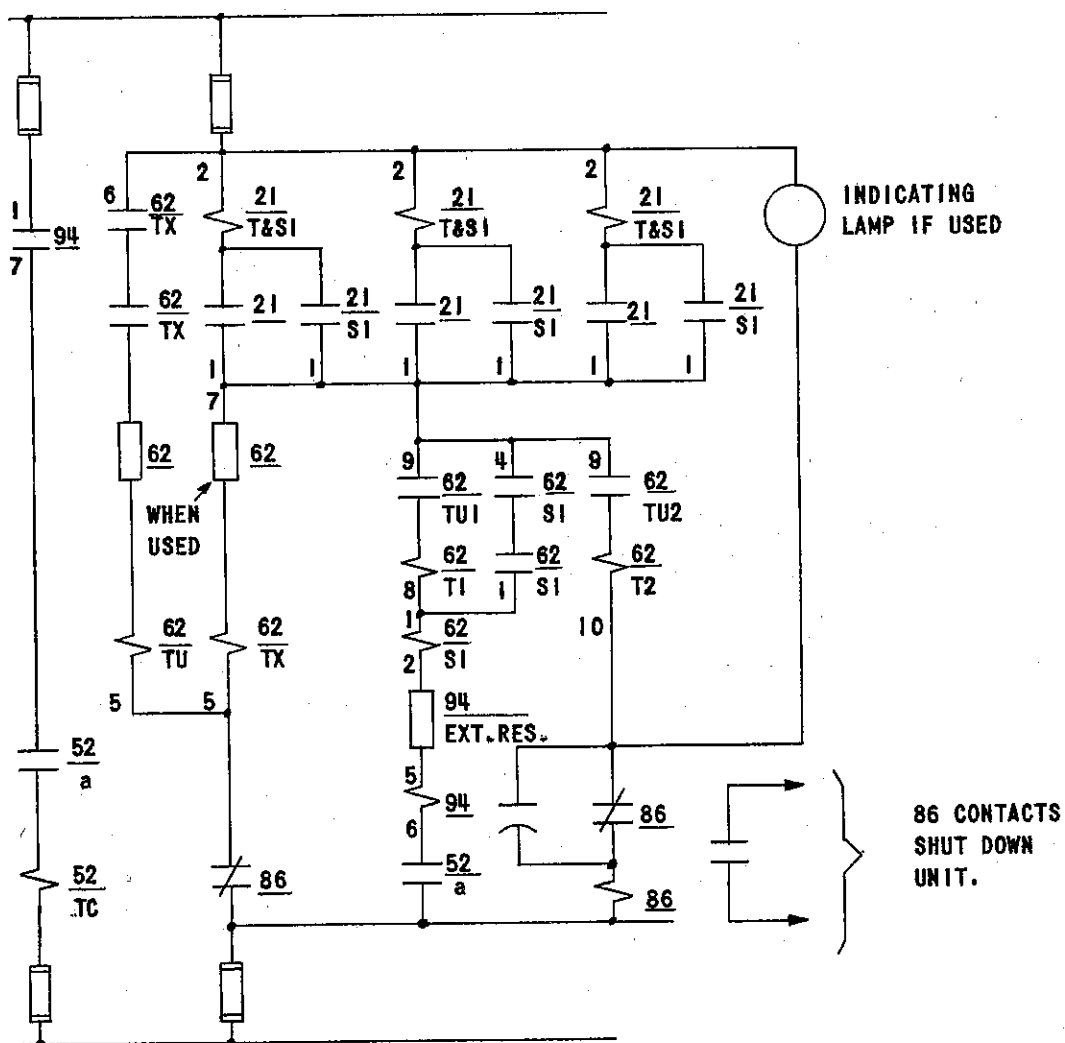 1
94
7
6
62
TX
62
TX
62
2
21
T&SI
21
21
SI
1
1
7
62
WHEN
USED
62
TU
62
TX
5
5
86
2
21
T&SI
21
21
SI
1
1
2
21
T&SI
21
21
SI
1
1
INDICATING
LAMP IF USED
9
62
TU1
62
T1
8
4
62
SI
62
SI
1
9
62
TU2
62
T2
10
1
62
SI
2
94
EXT.RES.
5
94
6
52
a
86
86
52
a
52
TC
86 CONTACTS
SHUT DOWN
UNIT.